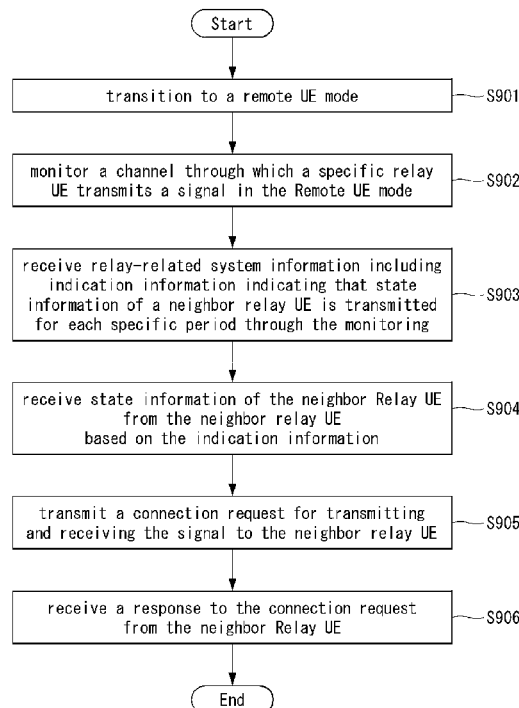 Start
transition to a remote UE mode
S901
monitor a channel through which a specific relay
UE transmits a signal in the Remote UE mode
S902
receive relay-related system information including
indication information indicating that state
information of a neighbor relay UE is transmitted
for each specific period through the monitoring
S903
receive state information of the neighbor Relay UE
from the neighbor relay UE
based on the indication information
S904
transmit a connection request for transmitting
and receiving the signal to the neighbor relay UE
S905
receive a response to the connection request
from the neighbor Relay UE
S906
End